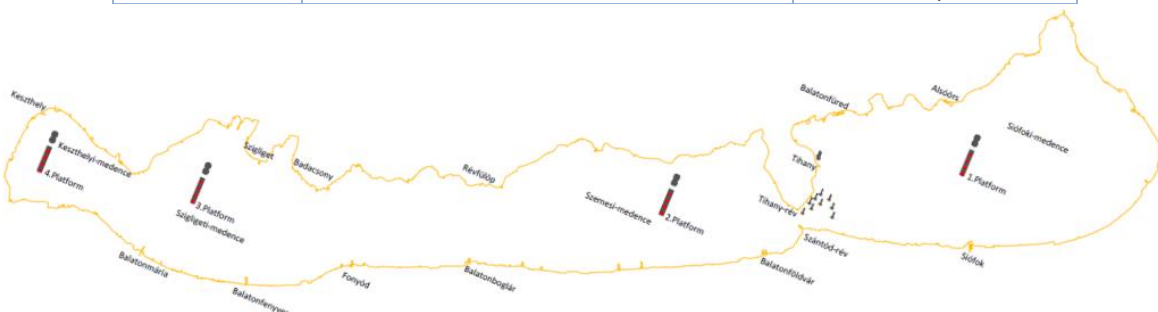 Keszthely
Keszthelyi-medence
4.Platform
3.Platform
Szigligeti-medence
Szigliget
Badacsony
Révfülöp
Balatonmária
Fonyód
Balatonboglár
Szemesi-medence
2.Platform
Balatonfüred
Alsóörs
Tihany
Tihany-rév
Szántód-rév
Balatonföldvár
Siófoki-medence
1.Platform
Siófok